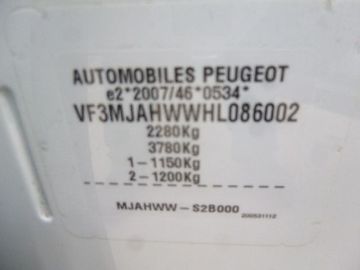 AUTOMOBILES PEUGEOT
e2*2007/46*0534*
VF3MJAHWWHL086002
2280Kg
3780Kg
1-1150Kg
2-1200Kg
MJAHWW-S2B000